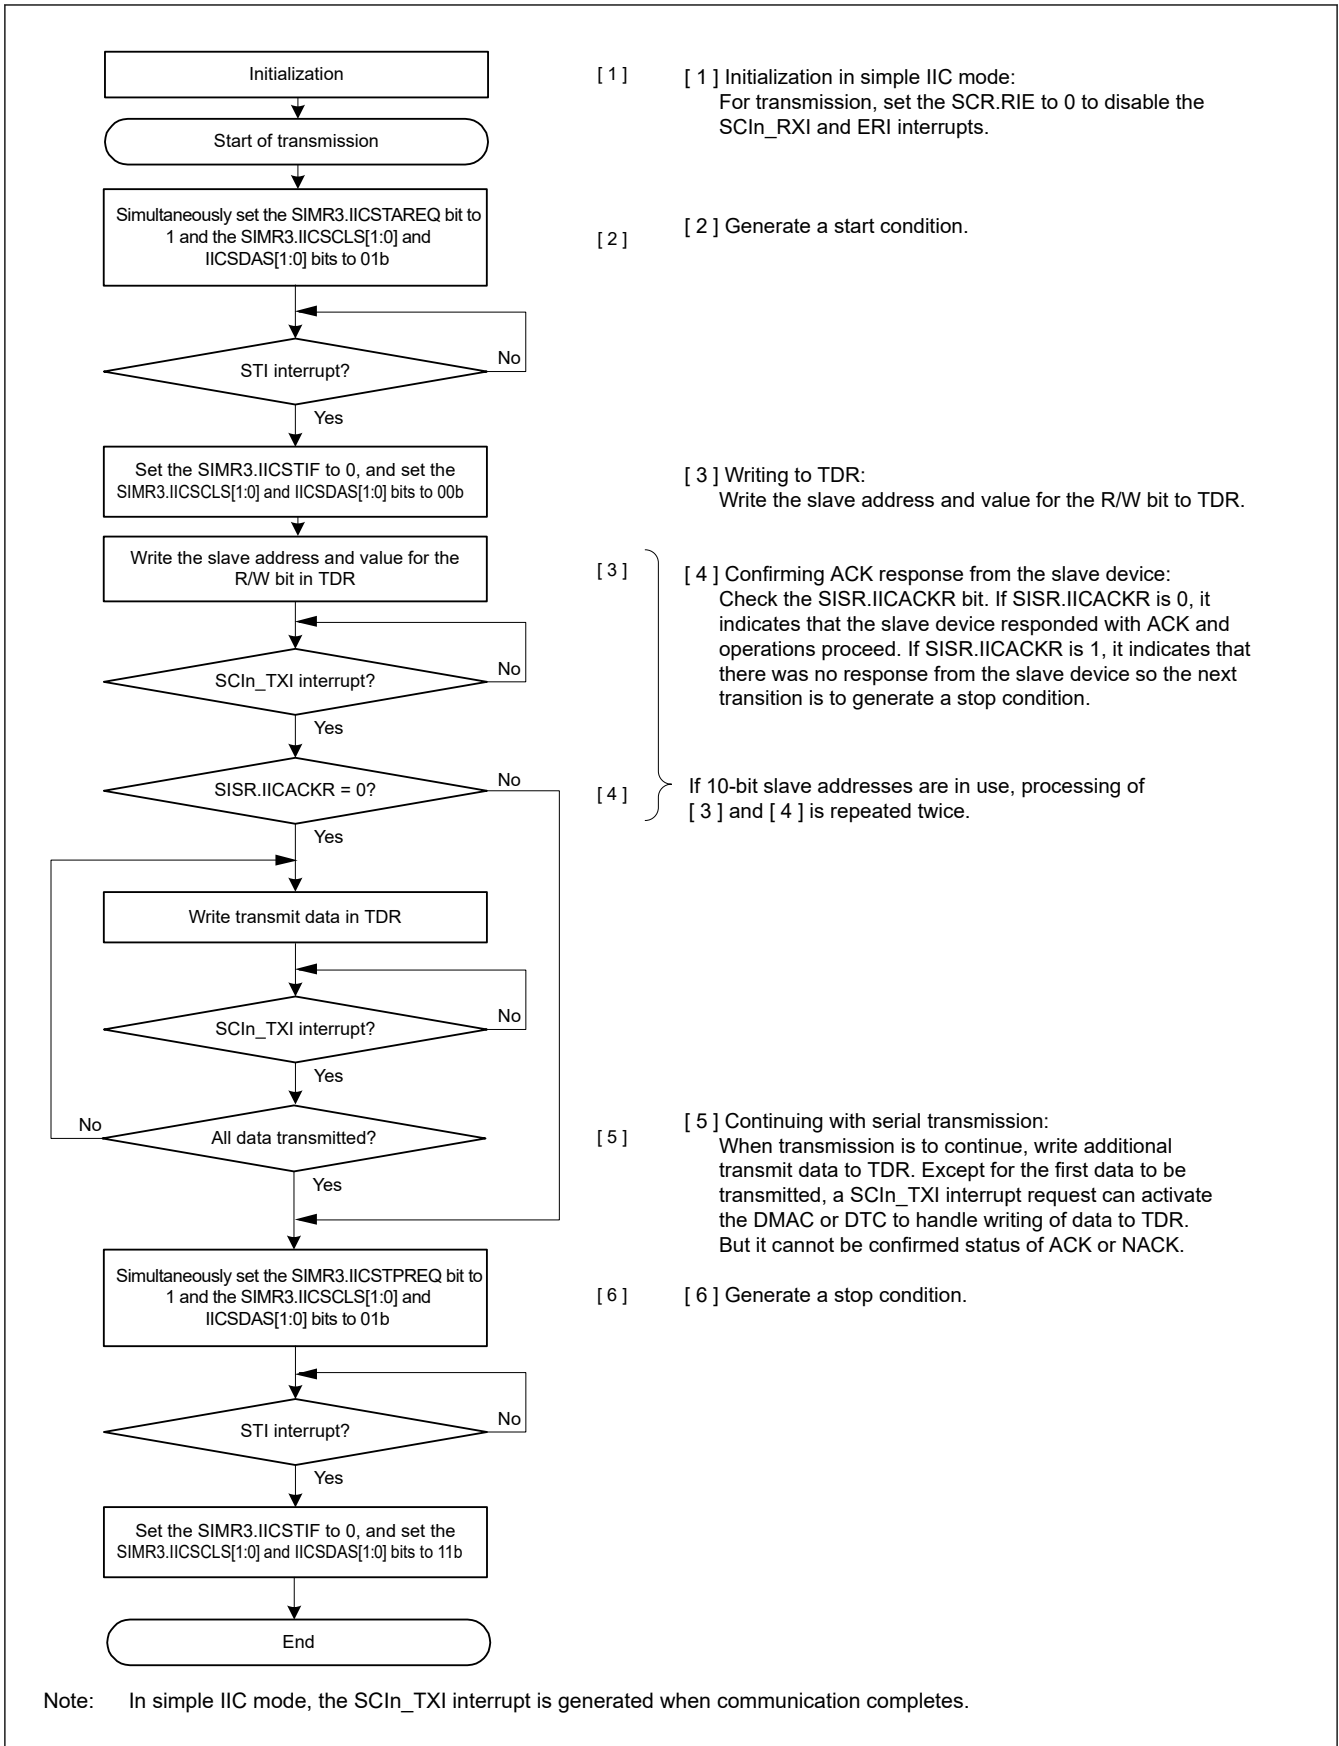 Initialization
[ 1 ]
[ 1 ] Initialization in simple IIC mode:
For transmission, set the SCR.RIE to 0 to disable the
SCIn_RXI and ERI interrupts.
Start of transmission
Simultaneously set the SIMR3.IICSTAREQ bit to
1 and the SIMR3.IICSCLS[1:0] and
IICSDAS[1:0] bits to 01b
[ 2 ]
[ 2 ] Generate a start condition.
STI interrupt?
No
Yes
Set the SIMR3.IICSTIF to 0, and set the
SIMR3.IICSCLS[1:0] and IICSDAS[1:0] bits to 00b
[ 3 ] Writing to TDR:
Write the slave address and value for the R/W bit to TDR.
Write the slave address and value for the
R/W bit in TDR
[ 3 ]
[ 4 ] Confirming ACK response from the slave device:
Check the SISR.IICACKR bit. If SISR.IICACKR is 0, it
indicates that the slave device responded with ACK and
operations proceed. If SISR.IICACKR is 1, it indicates that
there was no response from the slave device so the next
transition is to generate a stop condition.
SCIn_TXI interrupt?
No
Yes
SISR.IICACKR = 0?
No
[ 4 ]
If 10-bit slave addresses are in use, processing of
[ 3 ] and [ 4 ] is repeated twice.
Yes
Write transmit data in TDR
SCIn_TXI interrupt?
No
Yes
No
All data transmitted?
[ 5 ]
[ 5 ] Continuing with serial transmission:
When transmission is to continue, write additional
transmit data to TDR. Except for the first data to be
transmitted, a SCIn_TXI interrupt request can activate
the DMAC or DTC to handle writing of data to TDR.
But it cannot be confirmed status of ACK or NACK.
Yes
Simultaneously set the SIMR3.IICSTPREQ bit to
1 and the SIMR3.IICSCLS[1:0] and
IICSDAS[1:0] bits to 01b
[ 6 ]
[ 6 ] Generate a stop condition.
STI interrupt?
No
Yes
Set the SIMR3.IICSTIF to 0, and set the
SIMR3.IICSCLS[1:0] and IICSDAS[1:0] bits to 11b
End
Note: In simple IIC mode, the SCIn_TXI interrupt is generated when communication completes.